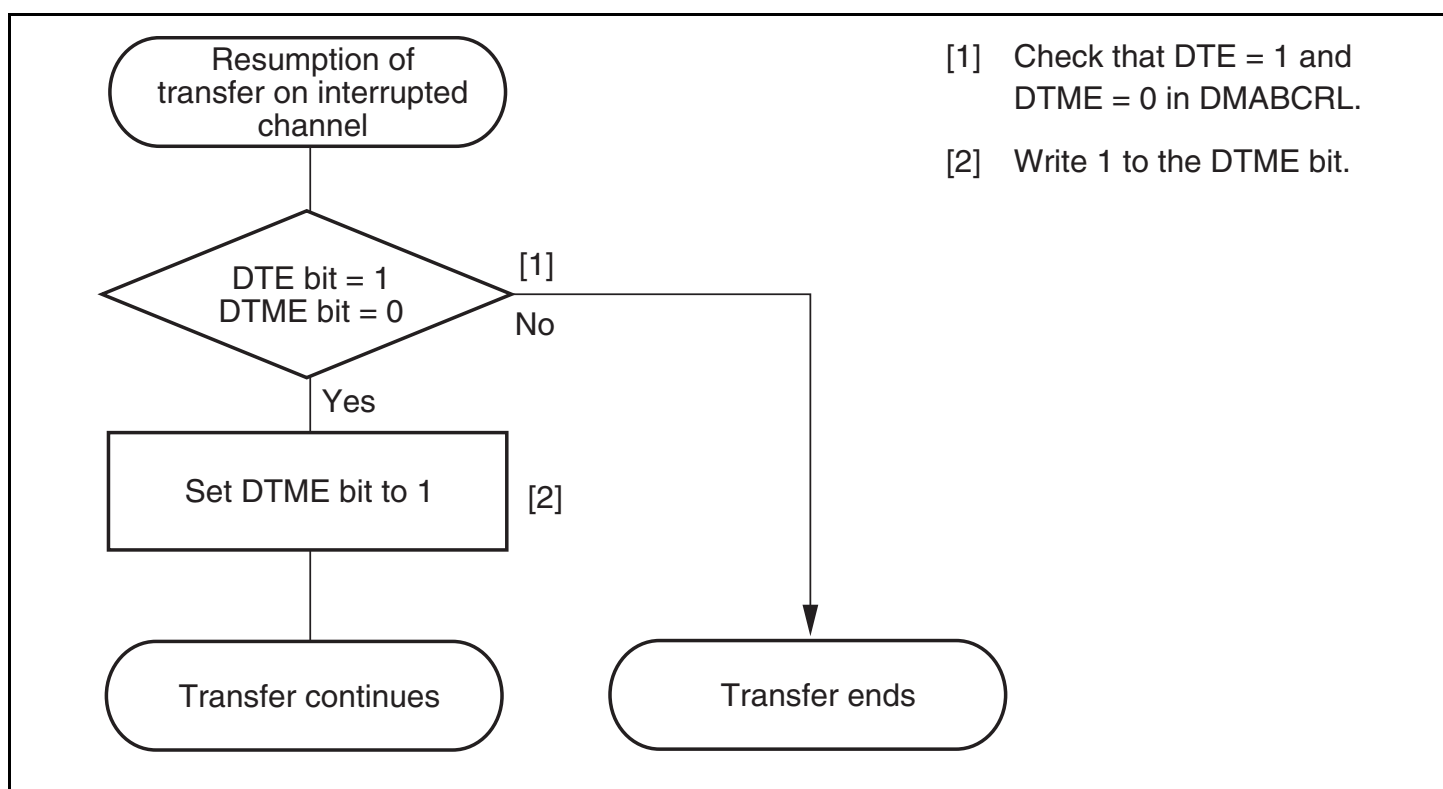 Resumption of
transfer on interrupted
channel
[1] Check that DTE = 1 and
DTME = 0 in DMABCRL.
[2] Write 1 to the DTME bit.
DTE bit = 1
DTME bit = 0
[1]
No
Yes
Set DTME bit to 1
[2]
Transfer continues
Transfer ends